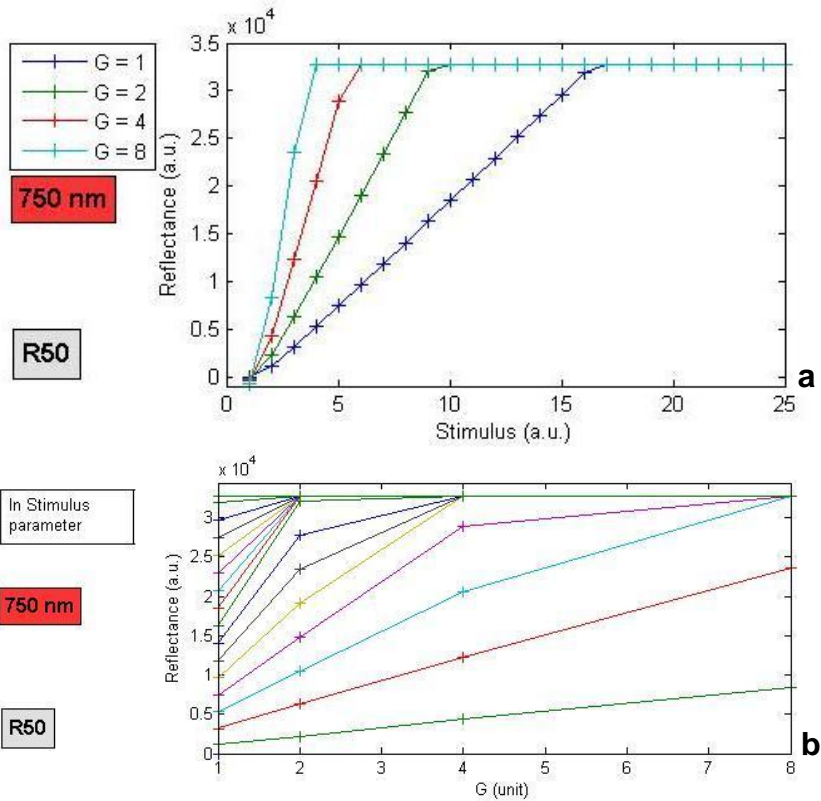 x 10^4
3.5
3
2.5
2
1.5
1
0.5
0
0 5 10 15 20 25
Reflectance (a.u.)
Stimulus (a.u.)
G = 1
G = 2
G = 4
G = 8
750 nm
R50
a
x 10^4
3
2.5
2
1.5
1
0.5
0
1 2 3 4 5 6 7 8
Reflectance (a.u.)
G (unit)
In Stimulus
parameter
750 nm
R50
b